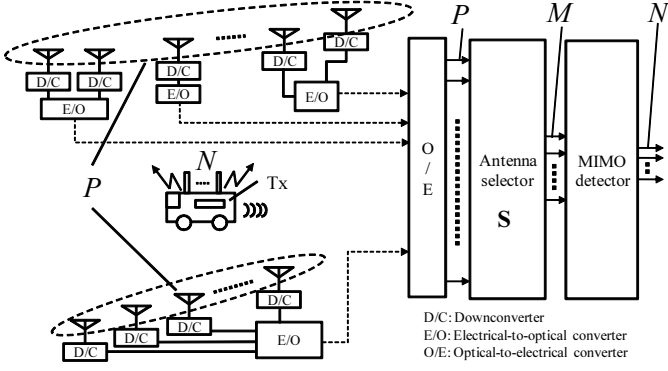 P
M
N
D/C
D/C
D/C
D/C
D/C
E/O
E/O
E/O
O
/
E
Antenna
selector
S
MIMO
detector
P
N
Tx
D/C
D/C
D/C
D/C
E/O
D/C: Downconverter
E/O: Electrical-to-optical converter
O/E: Optical-to-electrical converter